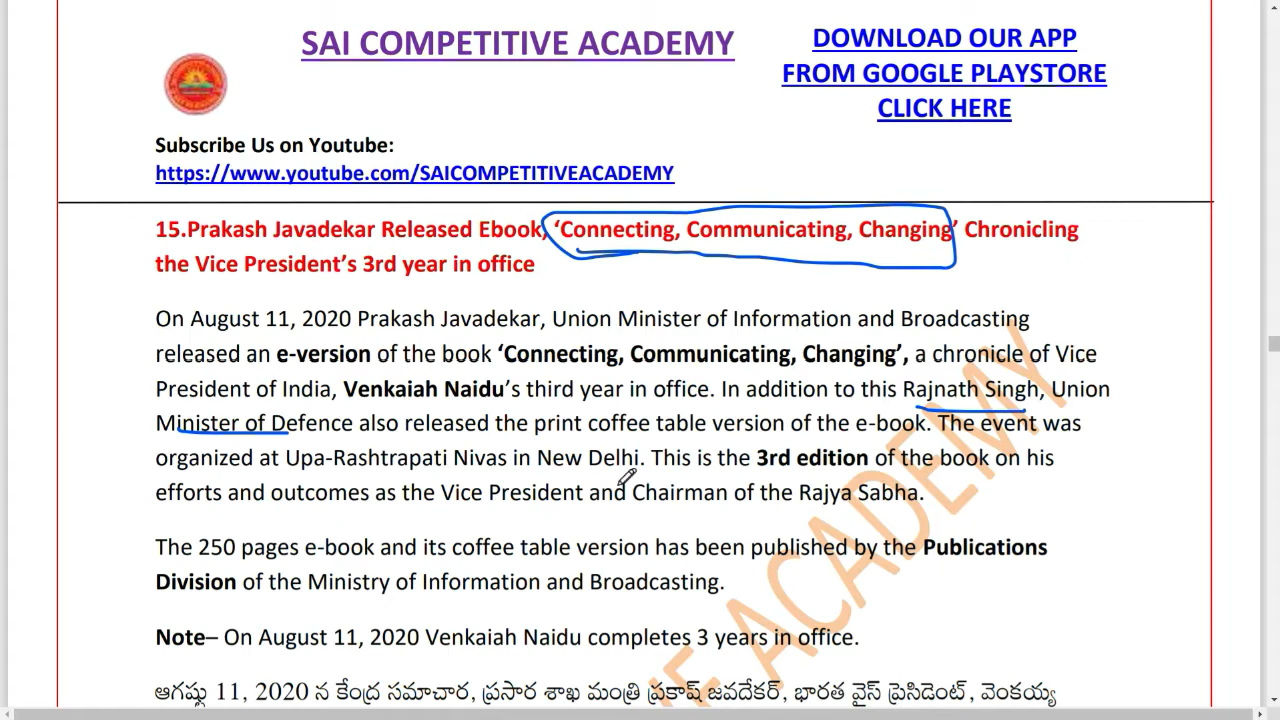 SAI COMPETITIVE ACADEMY
DOWNLOAD OUR APP
FROM GOOGLE PLAYSTORE
CLICK HERE
Subscribe Us on Youtube:
https://www.youtube.com/SAICOMPETITIVEACADEMY
15.Prakash Javadekar Released Ebook, ‘Connecting, Communicating, Changing’ Chronicling
the Vice President’s 3rd year in office
On August 11, 2020 Prakash Javadekar, Union Minister of Information and Broadcasting
released an e-version of the book ‘Connecting, Communicating, Changing’, a chronicle of Vice
President of India, Venkaiah Naidu’s third year in office. In addition to this Rajnath Singh, Union
Minister of Defence also released the print coffee table version of the e-book. The event was
organized at Upa-Rashtrapati Nivas in New Delhi. This is the 3rd edition of the book on his
efforts and outcomes as the Vice President and Chairman of the Rajya Sabha.
The 250 pages e-book and its coffee table version has been published by the Publications
Division of the Ministry of Information and Broadcasting.
Note– On August 11, 2020 Venkaiah Naidu completes 3 years in office.
ఆగష్టు 11, 2020 న కేంద్ర సమాచార, ప్రసార శాఖ మంత్రి ప్రకాష్ జవదేకర్, భారత వైస్ ప్రెసిడెంట్, వెంకయ్య
VE ACADEMY